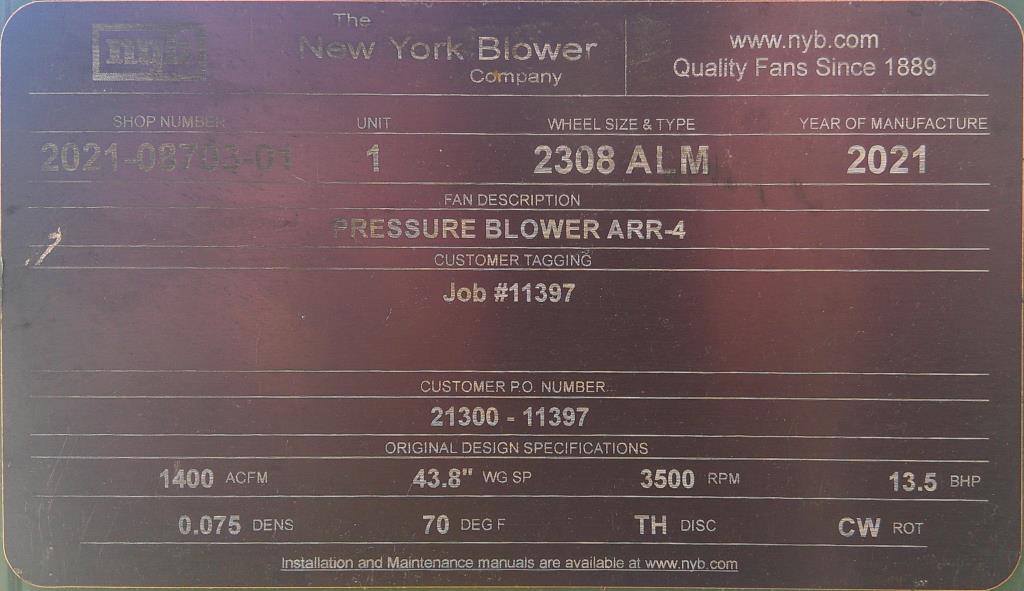 The
New York Blower
Company
www.nyb.com
Quality Fans Since 1889
SHOP NUMBER UNIT WHEEL SIZE & TYPE YEAR OF MANUFACTURE
2021-08703-01 1 2308 ALM 2021
FAN DESCRIPTION
PRESSURE BLOWER ARR-4
CUSTOMER TAGGING
Job #11397
CUSTOMER P.O. NUMBER
21300 - 11397
ORIGINAL DESIGN SPECIFICATIONS
1400 ACFM 43.8" WG SP 3500 RPM 13.5 BHP
0.075 DENS 70 DEG F TH DISC CW ROT
Installation and Maintenance manuals are available at www.nyb.com